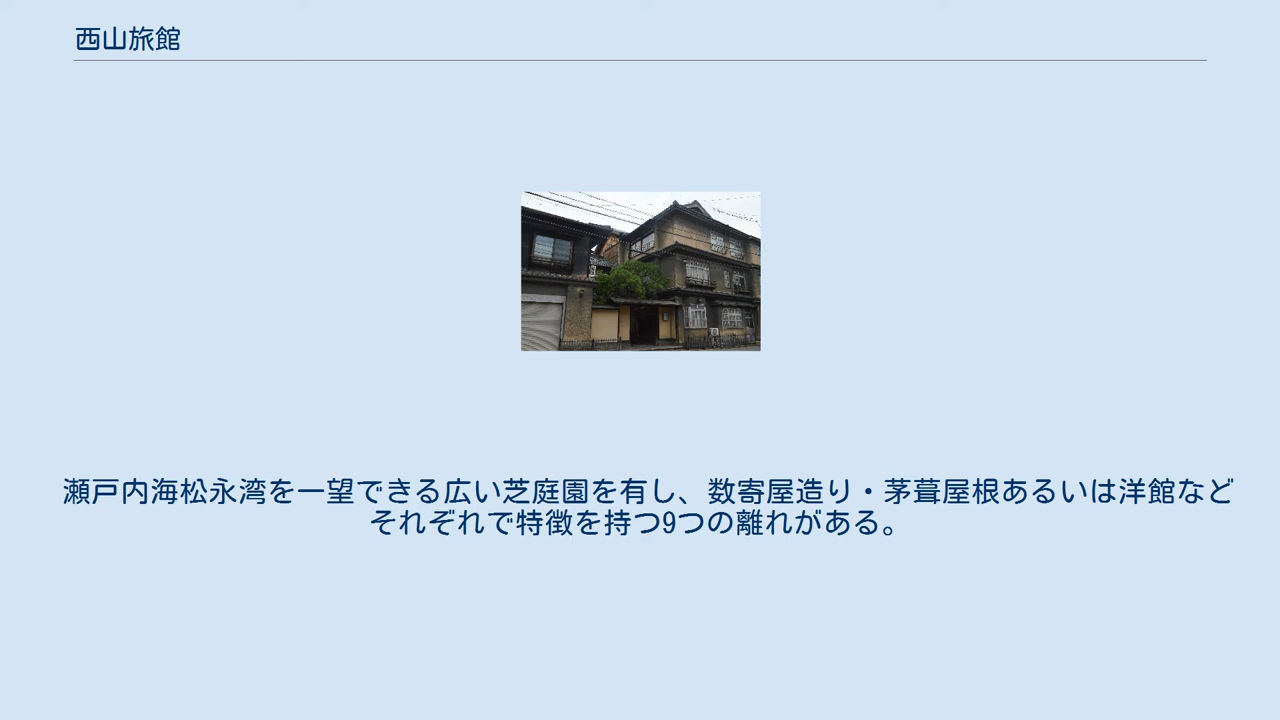 西山旅館
瀬戸内海松永湾を一望できる広い芝庭園を有し、数寄屋造り・茅葺屋根あるいは洋館など
それぞれで特徴を持つ9つの離れがある。